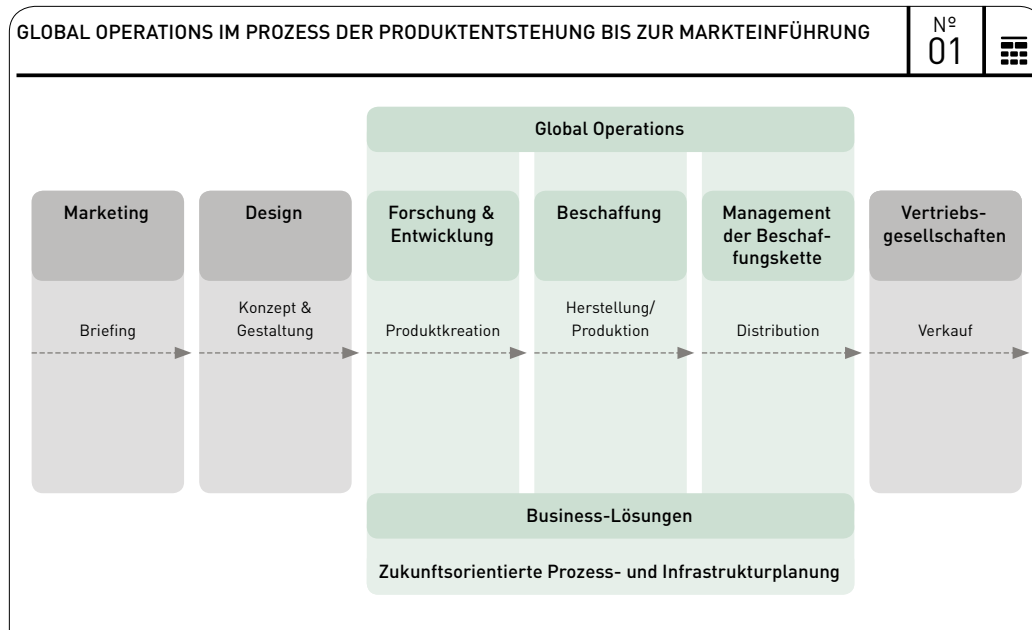 GLOBAL OPERATIONS IM PROZESS DER PRODUKTENTSTEHUNG BIS ZUR MARKTEINFÜHRUNG
Nº
01
Global Operations
Marketing
Design
Forschung &
Entwicklung
Beschaffung
Management
der Beschaf-
fungskette
Vertriebs-
gesellschaften
Briefing
Konzept &
Gestaltung
Produktkreation
Herstellung/
Produktion
Distribution
Verkauf
Business-Lösungen
Zukunftsorientierte Prozess- und Infrastrukturplanung